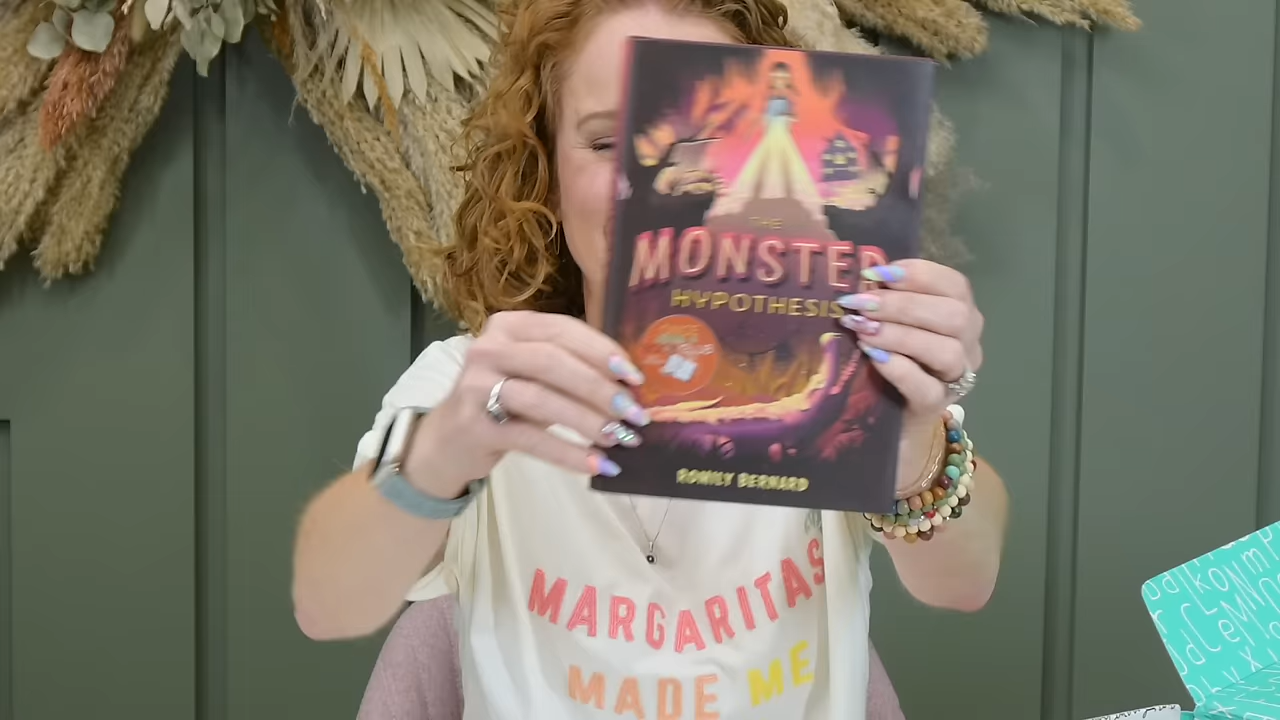 THE
MONSTER
HYPOTHESIS
ROMILY BERNARD
MARGARITAS
MADE ME